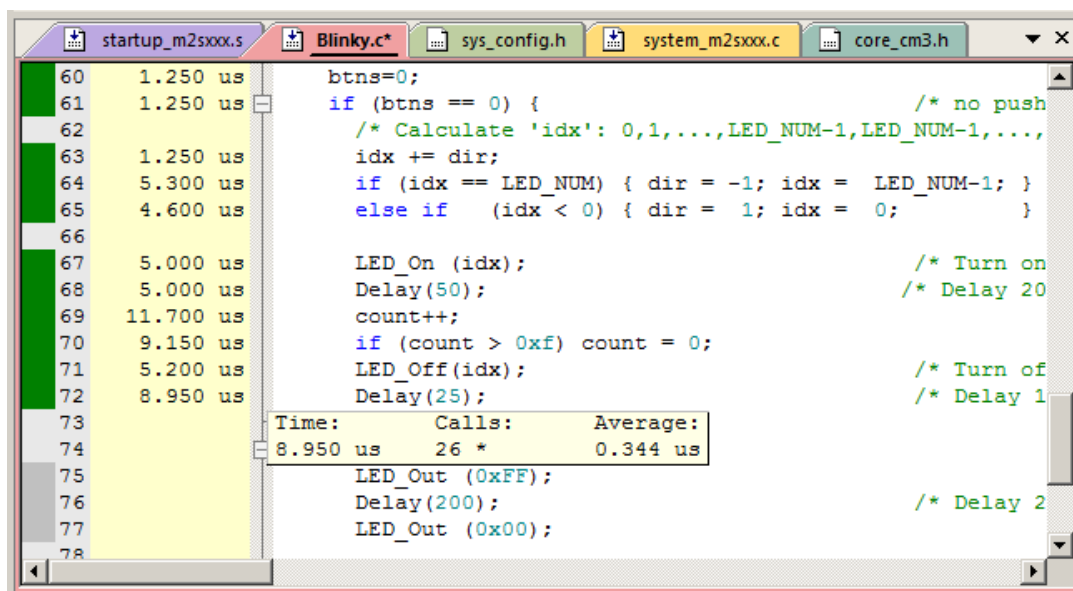 startup_m2sxxx.s Blinky.c* sys_config.h system_m2sxxx.c core_cm3.h
60 1.250 us btns=0;
61 1.250 us if (btns == 0) { /* no push
62 /* Calculate 'idx': 0,1,...,LED_NUM-1,LED_NUM-1,...,
63 1.250 us idx += dir;
64 5.300 us if (idx == LED_NUM) { dir = -1; idx = LED_NUM-1; }
65 4.600 us else if (idx < 0) { dir = 1; idx = 0; }
66
67 5.000 us LED_On (idx); /* Turn on
68 5.000 us Delay(50); /* Delay 20
69 11.700 us count++;
70 9.150 us if (count > 0xf) count = 0;
71 5.200 us LED_Off(idx); /* Turn of
72 8.950 us Delay(25); /* Delay 1
73 Time: Calls: Average:
74 8.950 us 26 * 0.344 us
75 LED_Out (0xFF);
76 Delay(200); /* Delay 2
77 LED_Out (0x00);
78